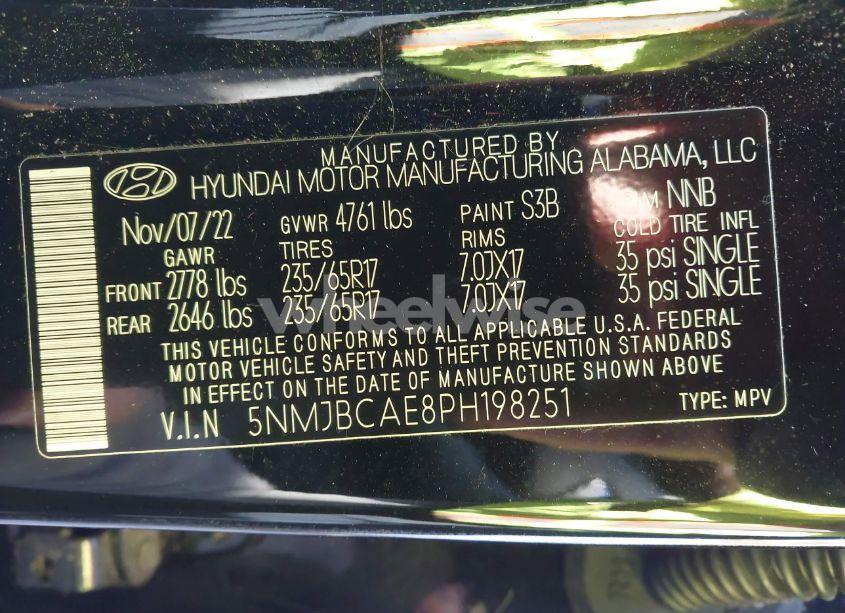 MANUFACTURED BY
HYUNDAI MOTOR MANUFACTURING ALABAMA, LLC
Nov/07/22 GVWR 4761 lbs PAINT S3B NNB
GAWR TIRES RIMS COLD TIRE INFL
FRONT 2778 lbs 235/65R17 7.0JX17 35 psi SINGLE
REAR 2646 lbs 235/65R17 7.0JX17 35 psi SINGLE
wheelwise
THIS VEHICLE CONFORMS TO ALL APPLICABLE U.S.A. FEDERAL
MOTOR VEHICLE SAFETY AND THEFT PREVENTION STANDARDS
IN EFFECT ON THE DATE OF MANUFACTURE SHOWN ABOVE
V.I.N 5NMJBCAE8PH198251 TYPE: MPV